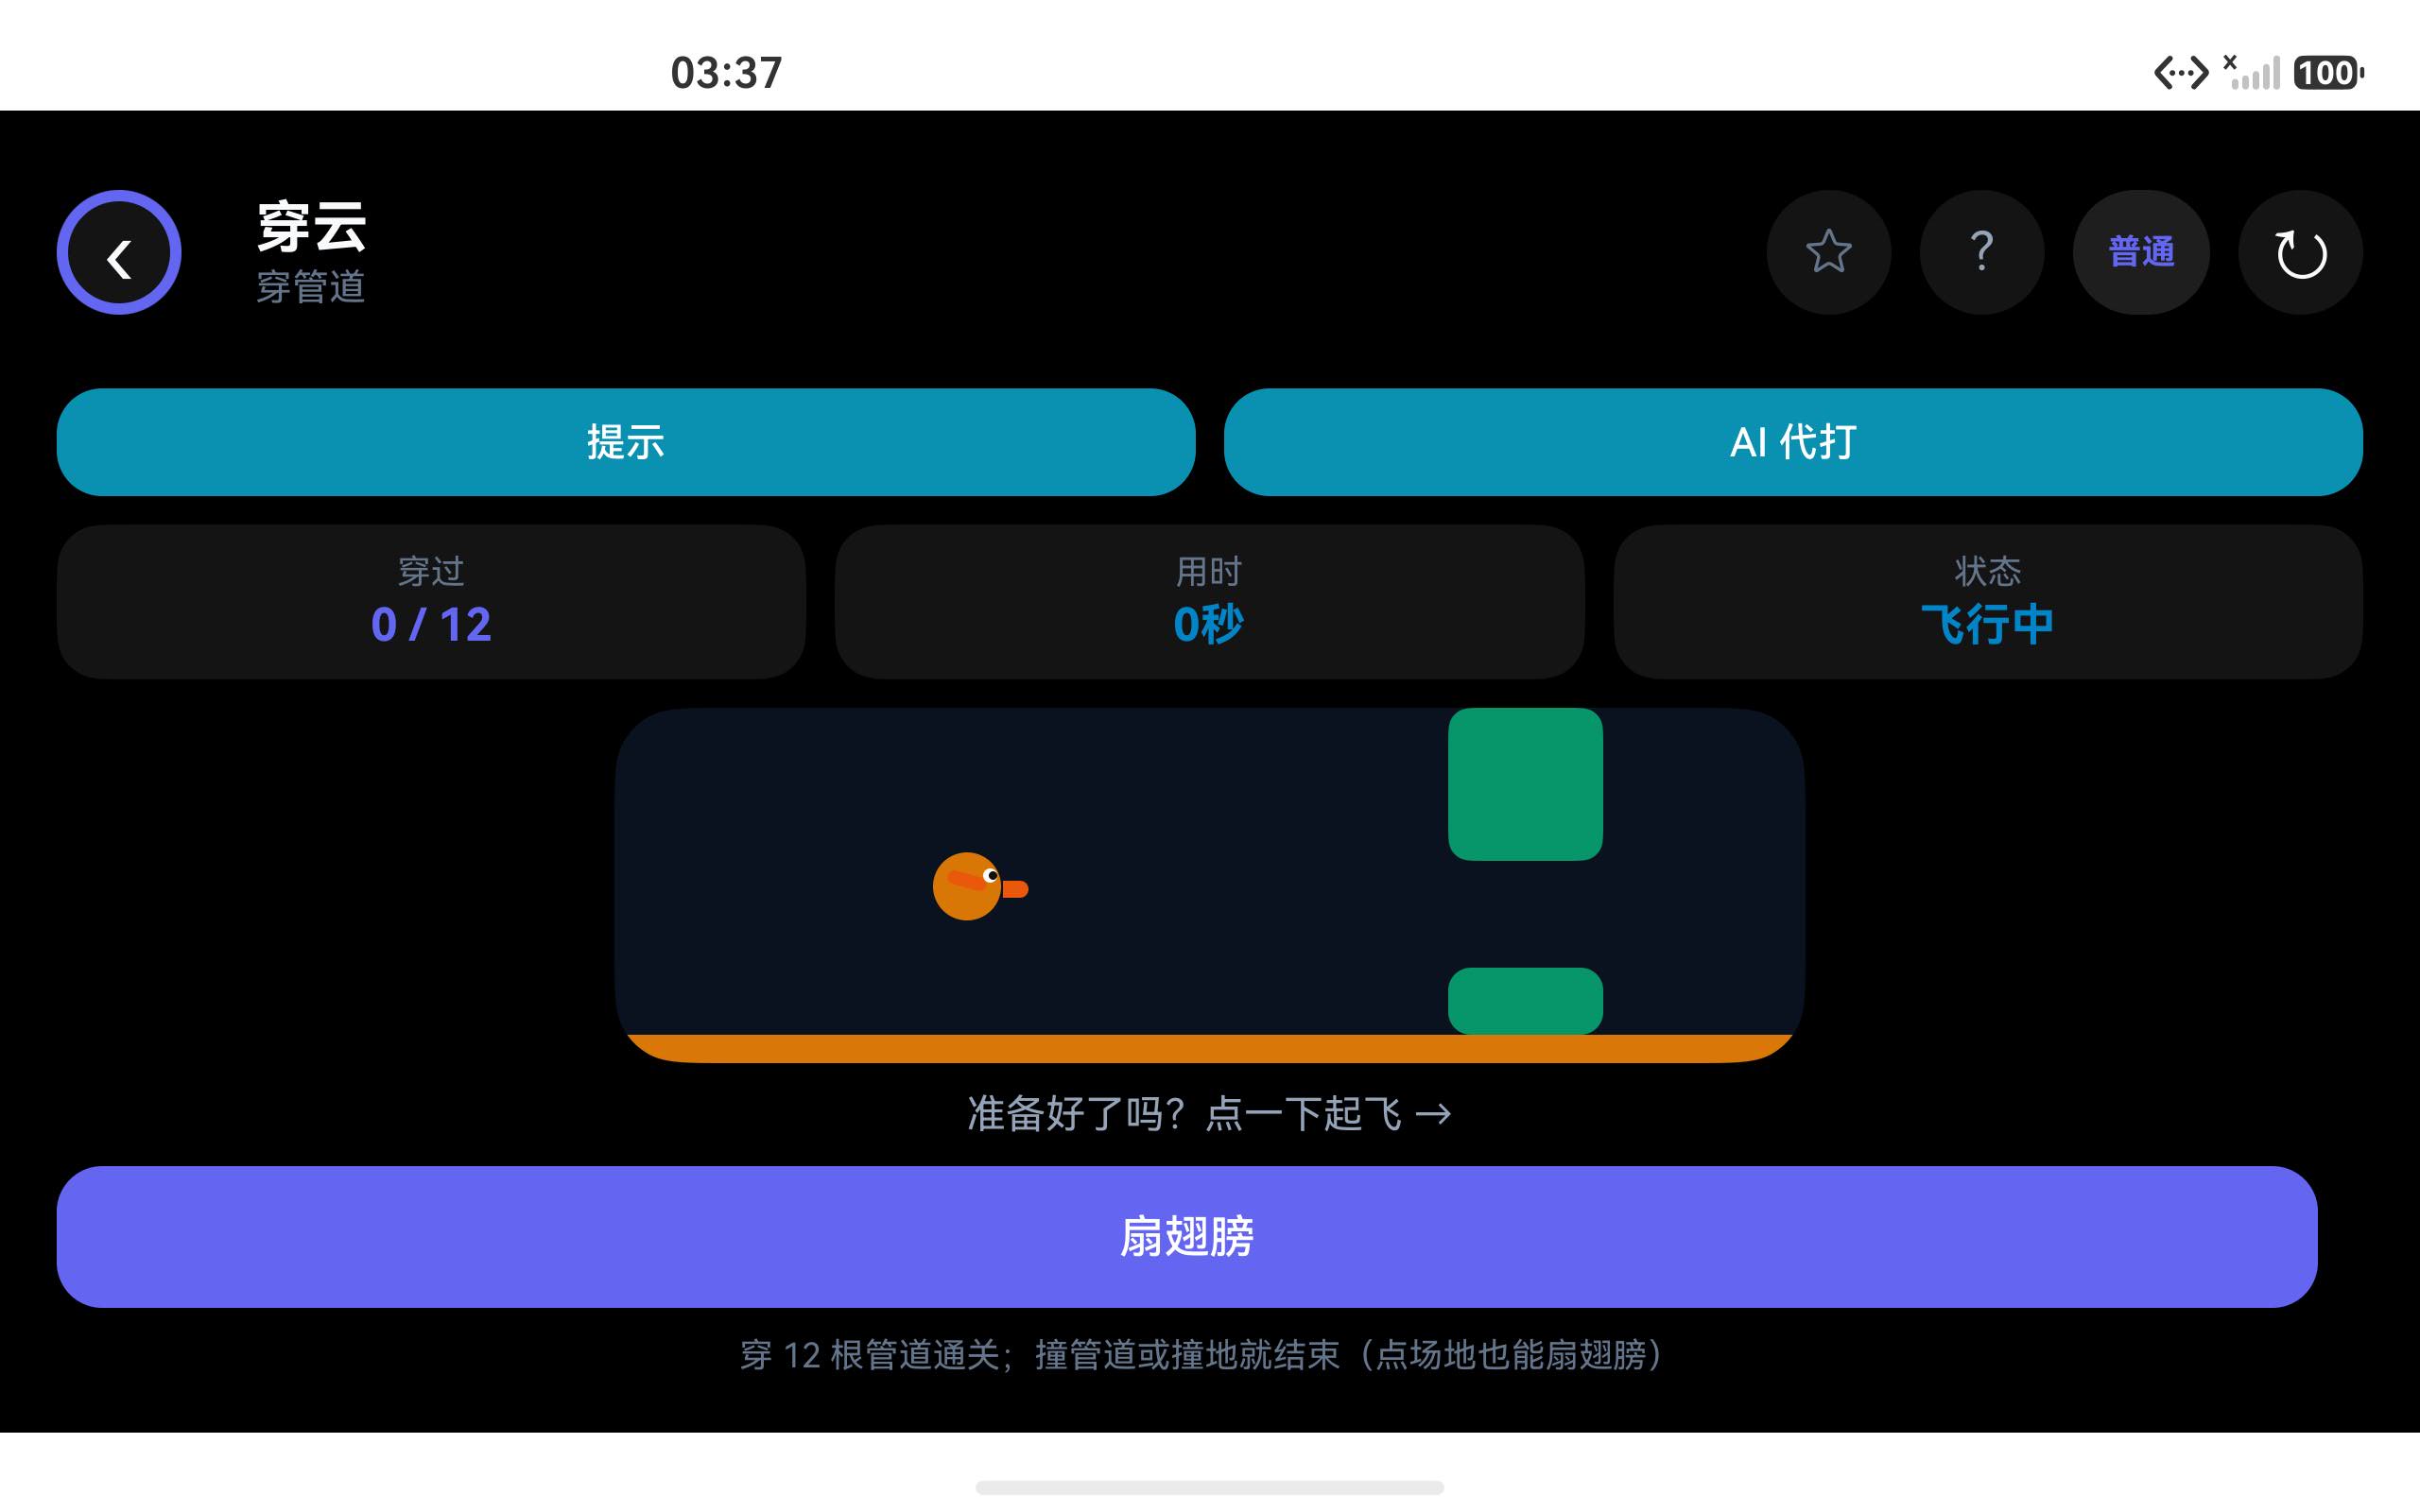 03:37
100
穿云
穿管道
?
普通
提示
AI 代打
穿过
0 / 12
用时
0秒
状态
飞行中
准备好了吗？点一下起飞 →
扇翅膀
穿 12 根管道通关；撞管道或撞地就结束（点场地也能扇翅膀）